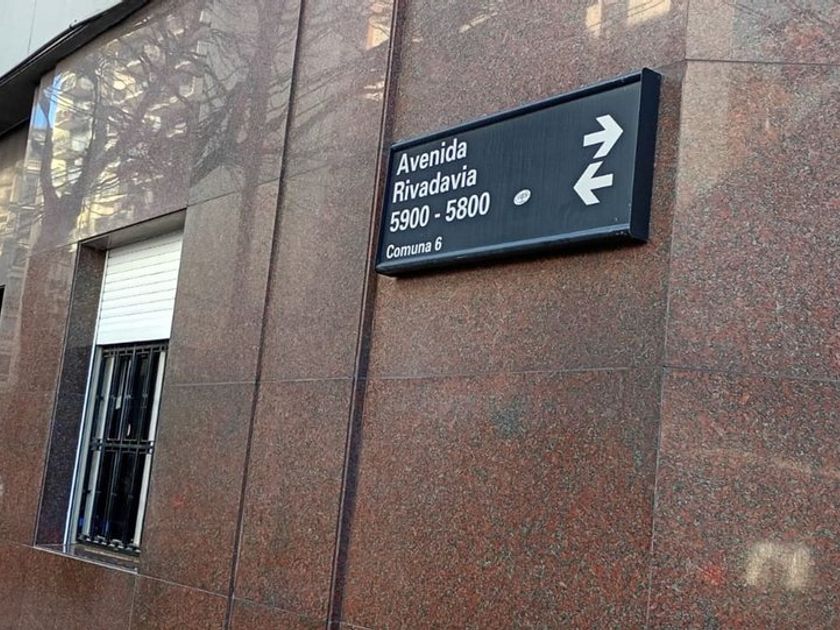 Avenida
Rivadavia
5900 - 5800
Comuna 6